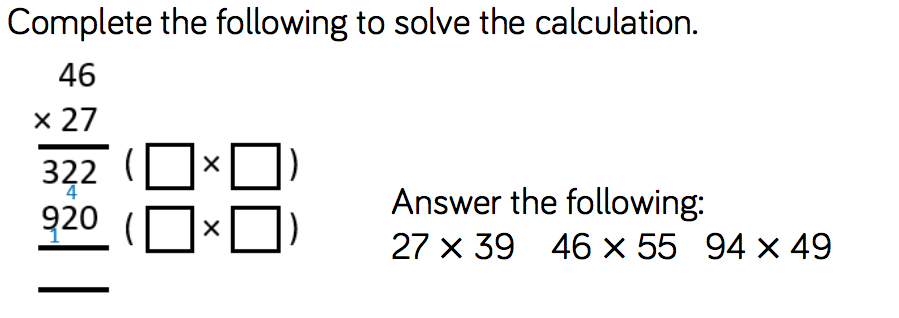 Complete the following to solve the calculation.
46
× 27
322 (□×□)
4
920 (□×□)
1
Answer the following:
27 × 39 46 × 55 94 × 49